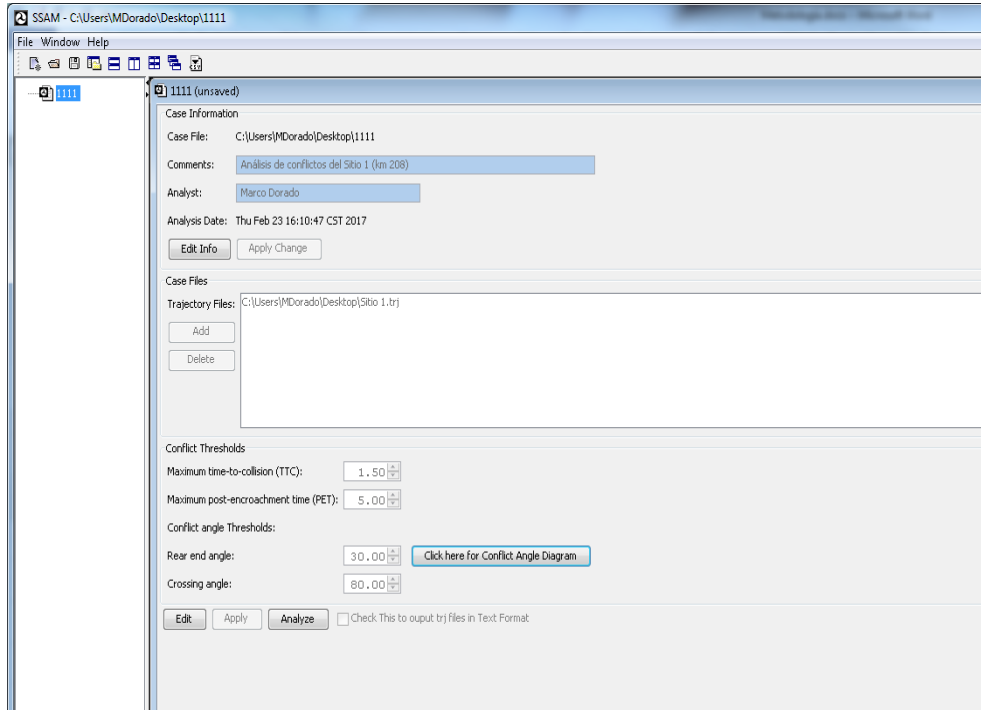 SSAM - C:\Users\MDorado\Desktop\1111
File Window Help
1111
1111 (unsaved)
Case Information
Case File: C:\Users\MDorado\Desktop\1111
Comments: Análisis de conflictos del Sitio 1 (km 208)
Analyst: Marco Dorado
Analysis Date: Thu Feb 23 16:10:47 CST 2017
Edit Info Apply Change
Case Files
Trajectory Files: C:\Users\MDorado\Desktop\Sitio 1.trj
Add
Delete
Conflict Thresholds
Maximum time-to-collision (TTC): 1.50
Maximum post-encroachment time (PET): 5.00
Conflict angle Thresholds:
Rear end angle: 30.00 Click here for Conflict Angle Diagram
Crossing angle: 80.00
Edit Apply Analyze Check This to ouput trj files in Text Format